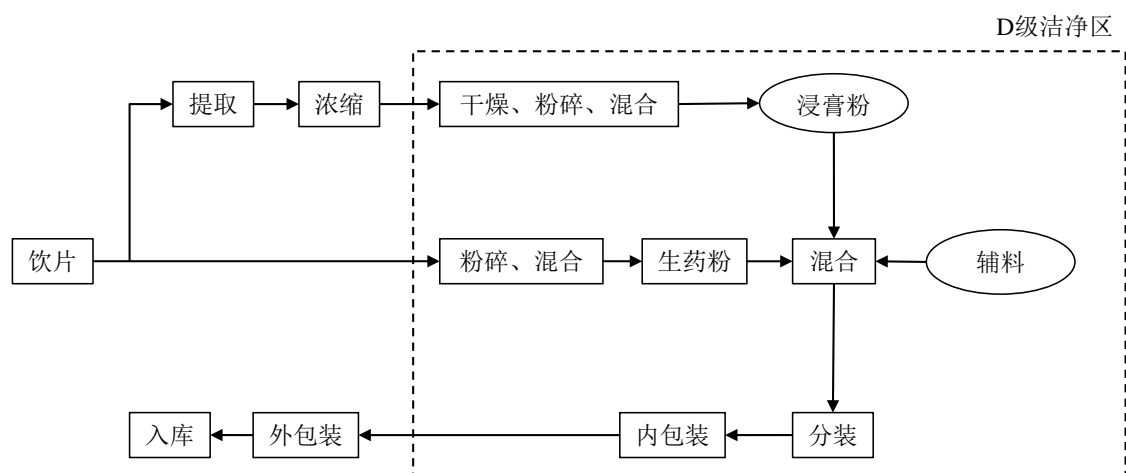 D级洁净区
提取
浓缩
干燥、粉碎、混合
浸膏粉
饮片
粉碎、混合
生药粉
混合
辅料
入库
外包装
内包装
分装